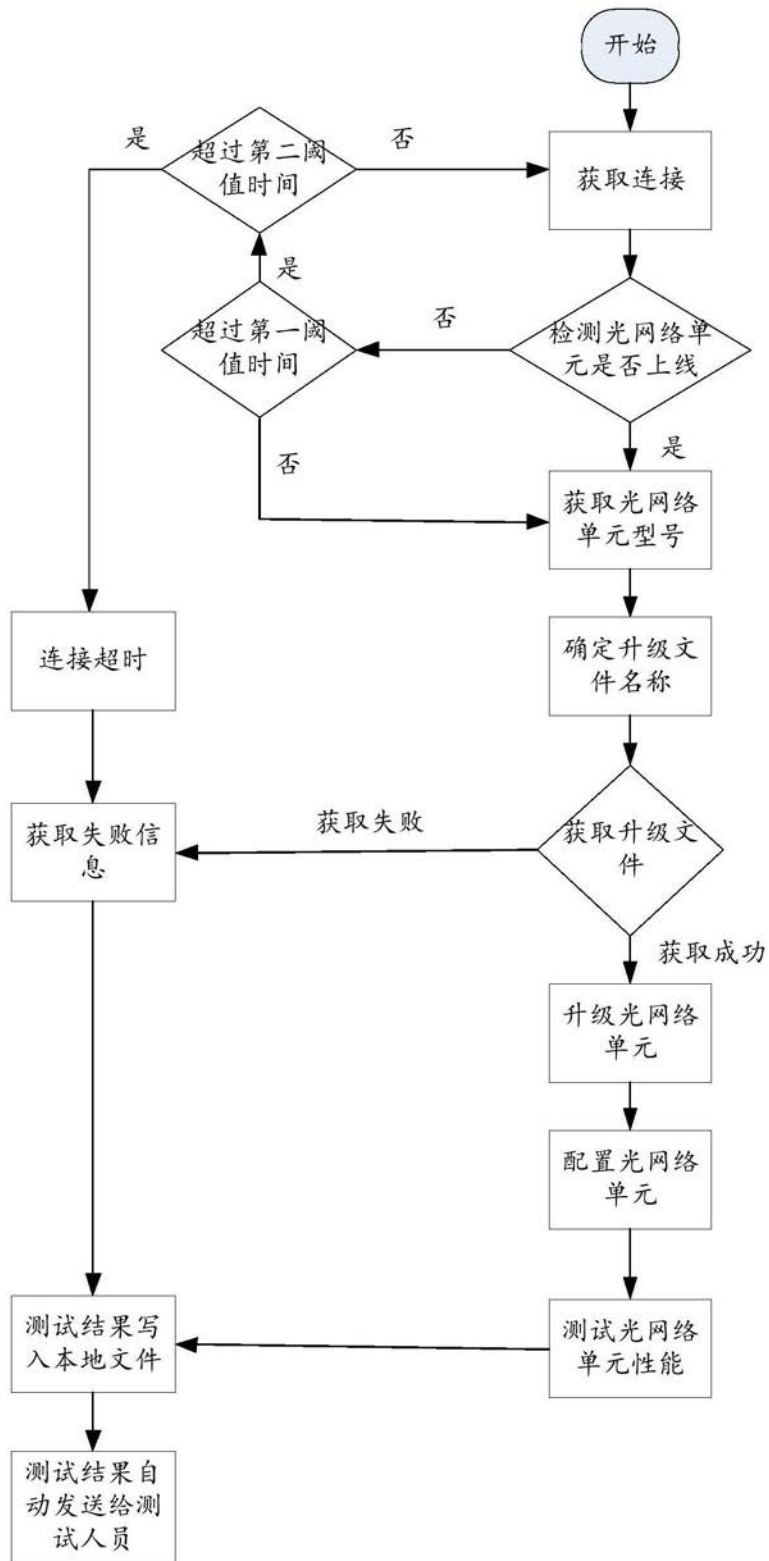 开始
是
超过第二阈
值时间
否
获取连接
是
超过第一阈
值时间
否
检测光网络单
元是否上线
否
是
获取光网络
单元型号
连接超时
确定升级文
件名称
获取失败信
息
获取失败
获取升级文
件
获取成功
升级光网络
单元
配置光网络
单元
测试结果写
入本地文件
测试光网络
单元性能
测试结果自
动发送给测
试人员